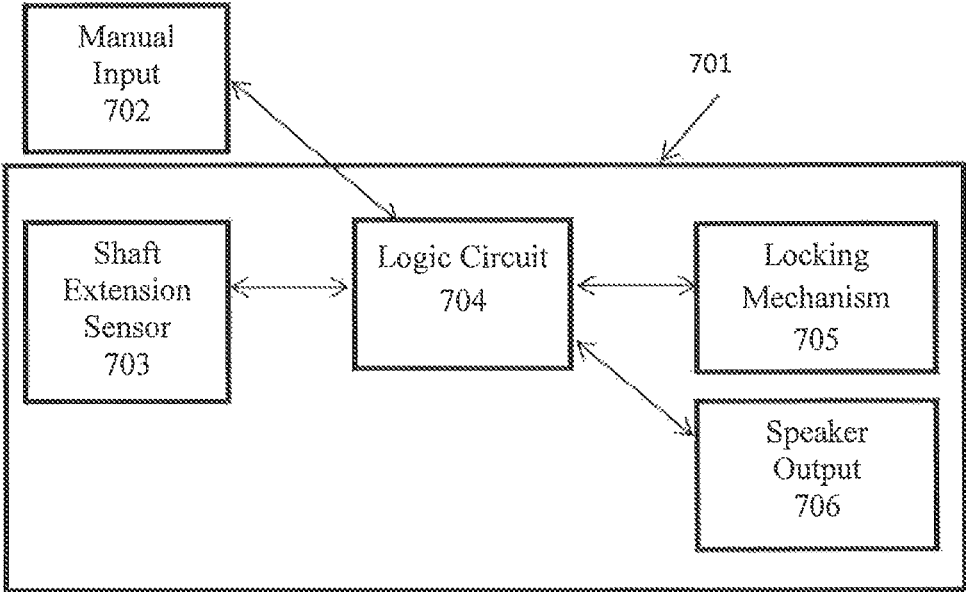 Manual
Input
702
701
Shaft
Extension
Sensor
703
Logic Circuit
704
Locking
Mechanism
705
Speaker
Output
706